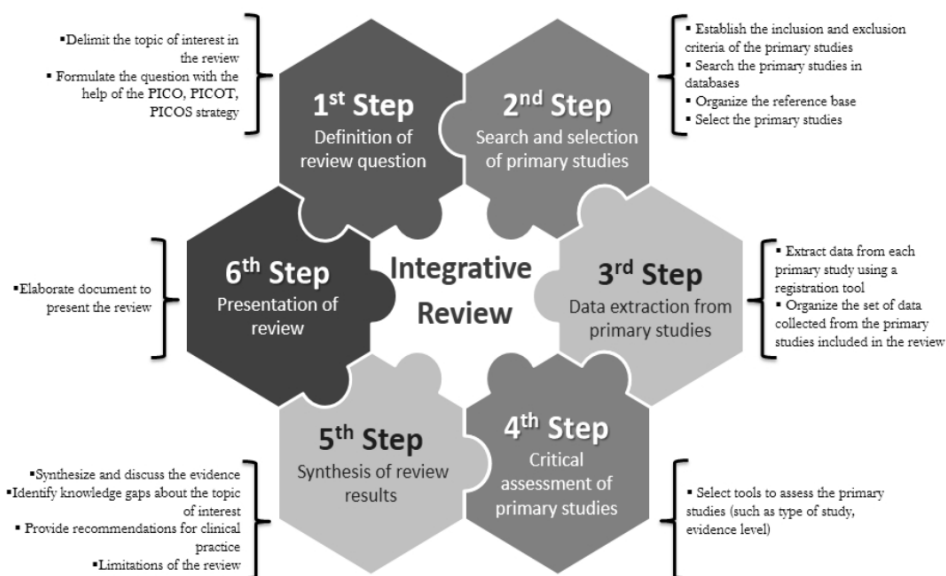 ▪Delimit the topic of interest in
the review
▪ Formulate the question with the
help of the PICO, PICOT,
PICOS strategy
1st Step
Definition of
review question
2nd Step
Search and selection
of primary studies
▪ Establish the inclusion and exclusion
criteria of the primary studies
▪ Search the primary studies in
databases
▪ Organize the reference base
▪ Select the primary studies
▪Elaborate document to
present the review
6th Step
Presentation of
review
Integrative
Review
3rd Step
Data extraction from
primary studies
▪ Extract data from each
primary study using a
registration tool
▪ Organize the set of data
collected from the primary
studies included in the review
▪Synthesize and discuss the evidence
▪Identify knowledge gaps about the topic
of interest
▪ Provide recommendations for clinical
practice
▪Limitations of the review
5th Step
Synthesis of review
results
4th Step
Critical
assessment of
primary studies
▪ Select tools to assess the primary
studies (such as type of study,
evidence level)